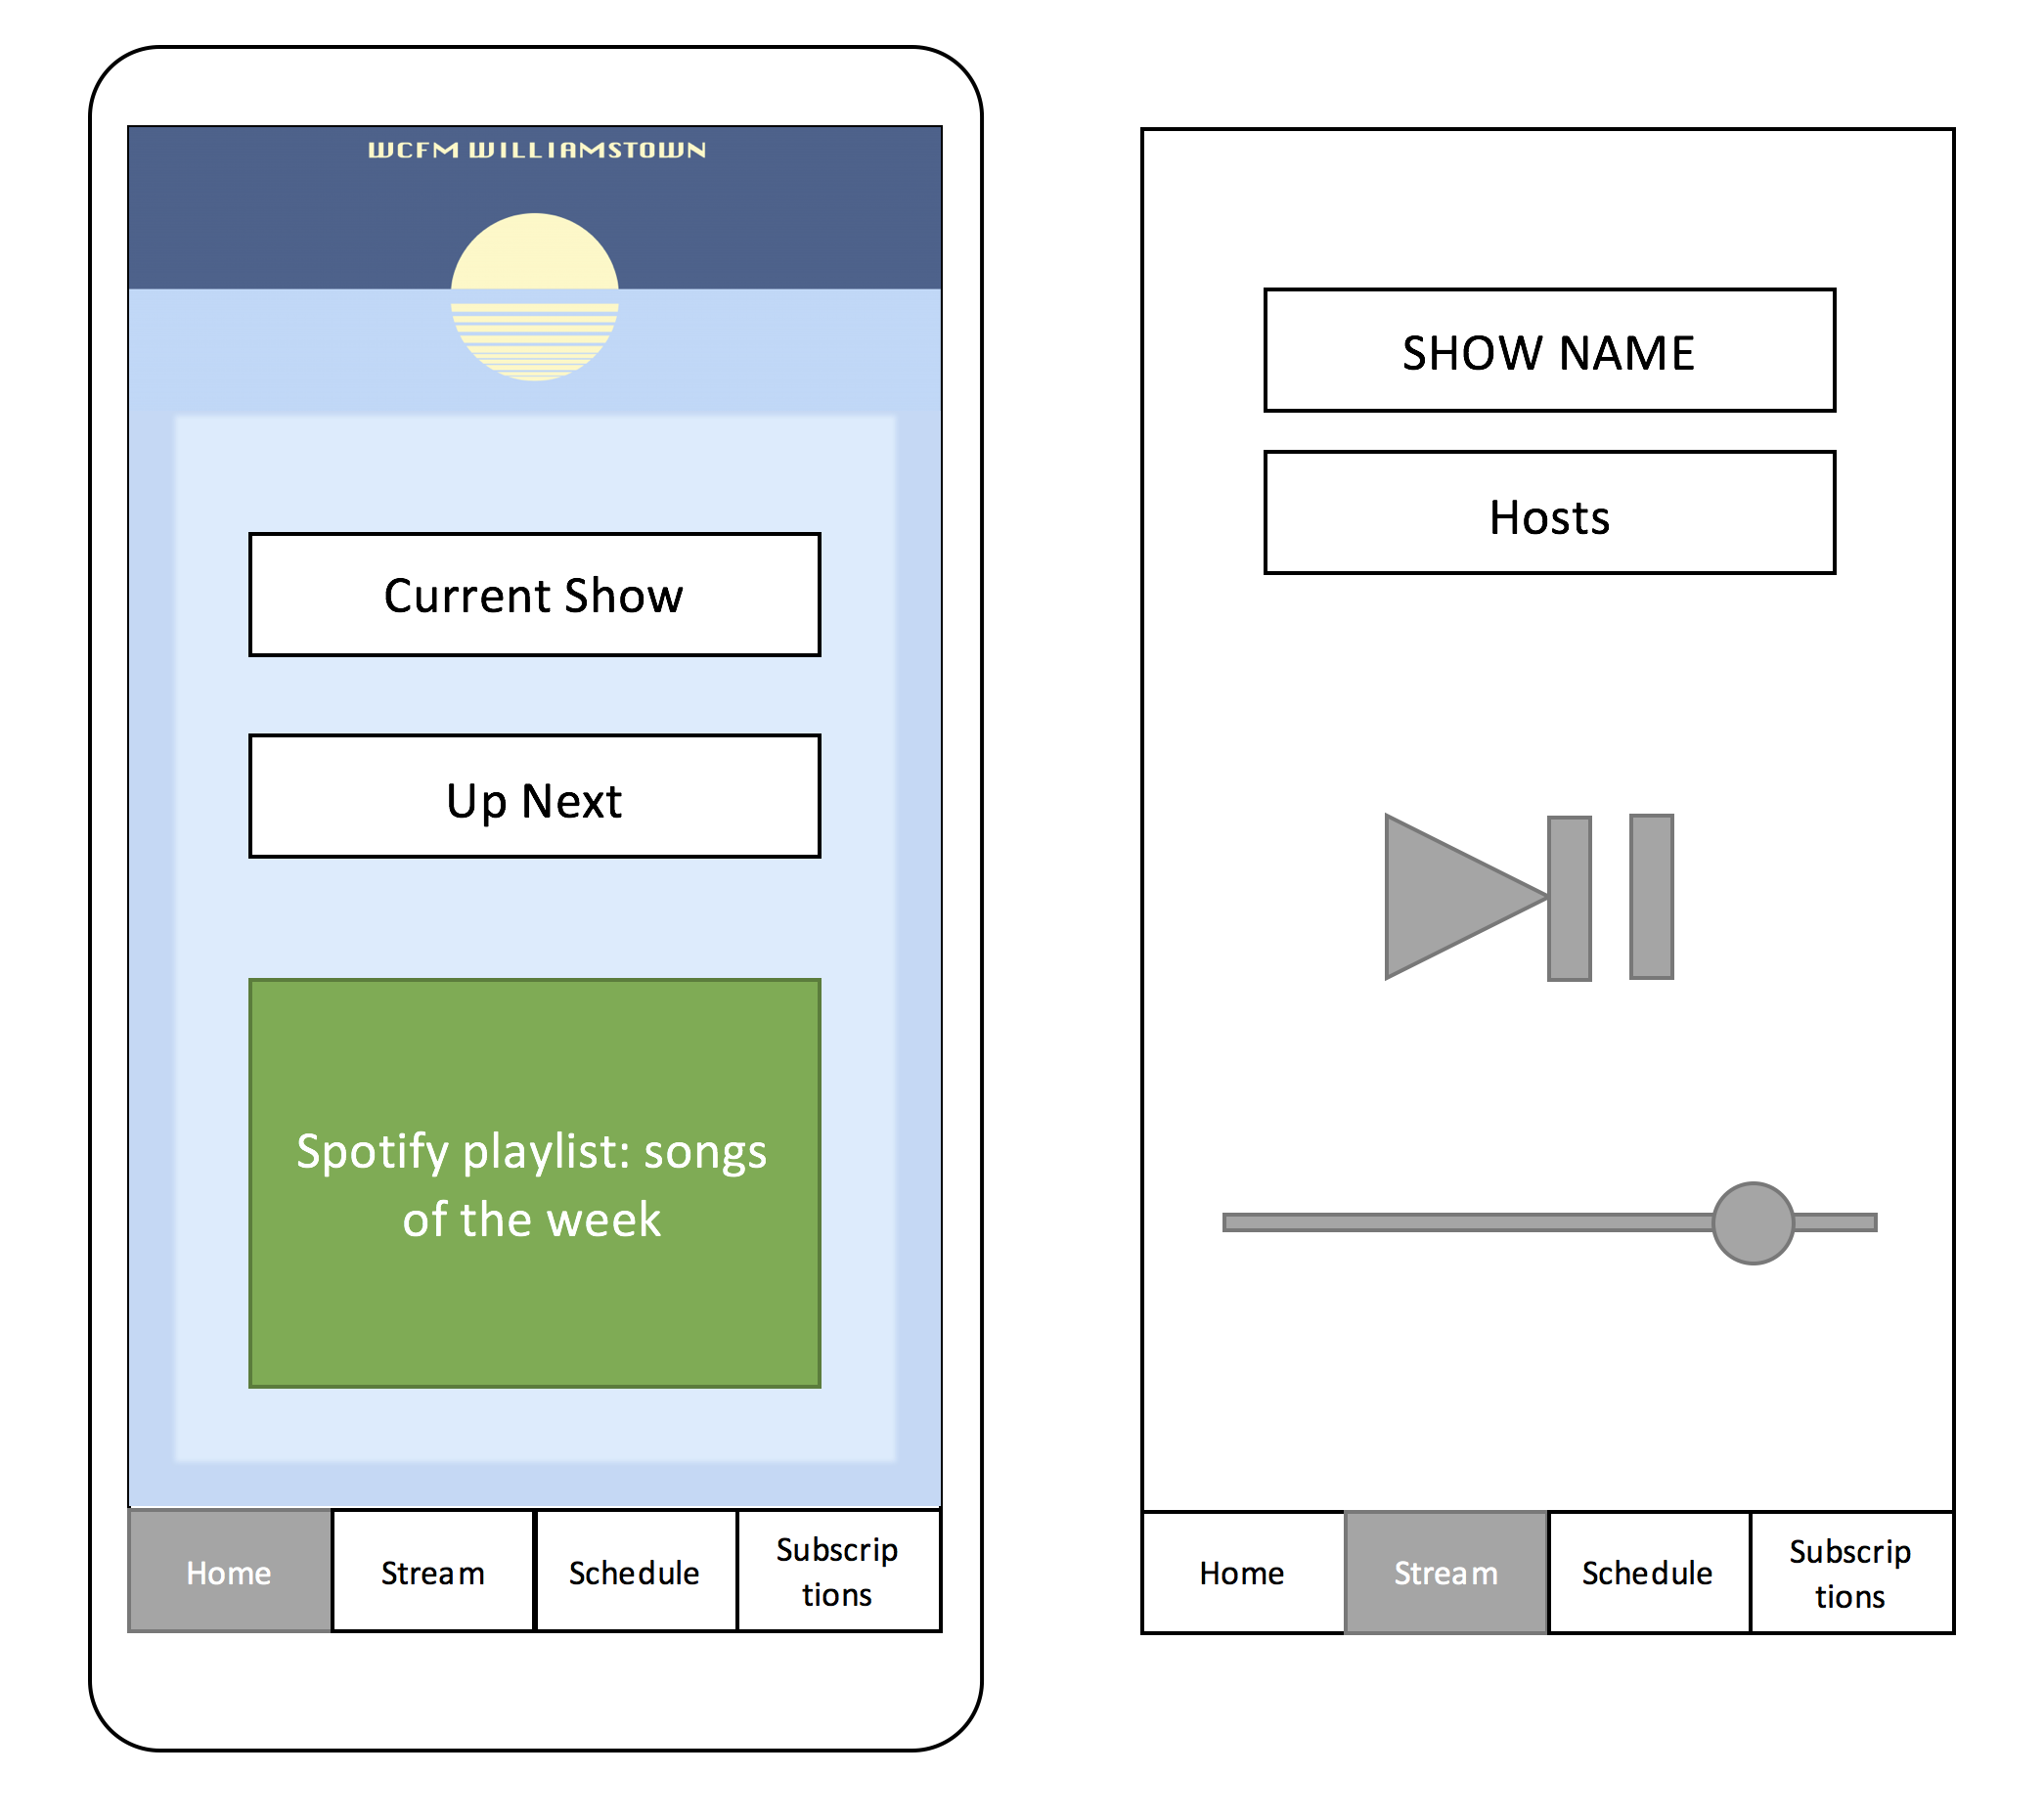 WCFM WILLIAMSTOWN
Current Show
Up Next
Spotify playlist: songs
of the week
Home
Stream
Schedule
Subscrip
tions
SHOW NAME
Hosts
Home
Stream
Schedule
Subscrip
tions